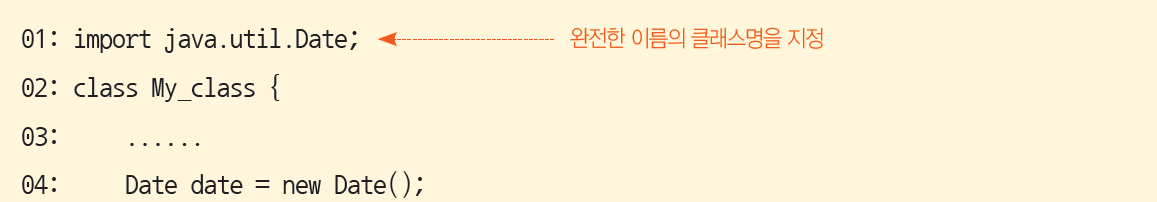 01: import java.util.Date; 완전한 이름의 클래스명을 지정
02: class My_class {
03: ......
04: Date date = new Date();